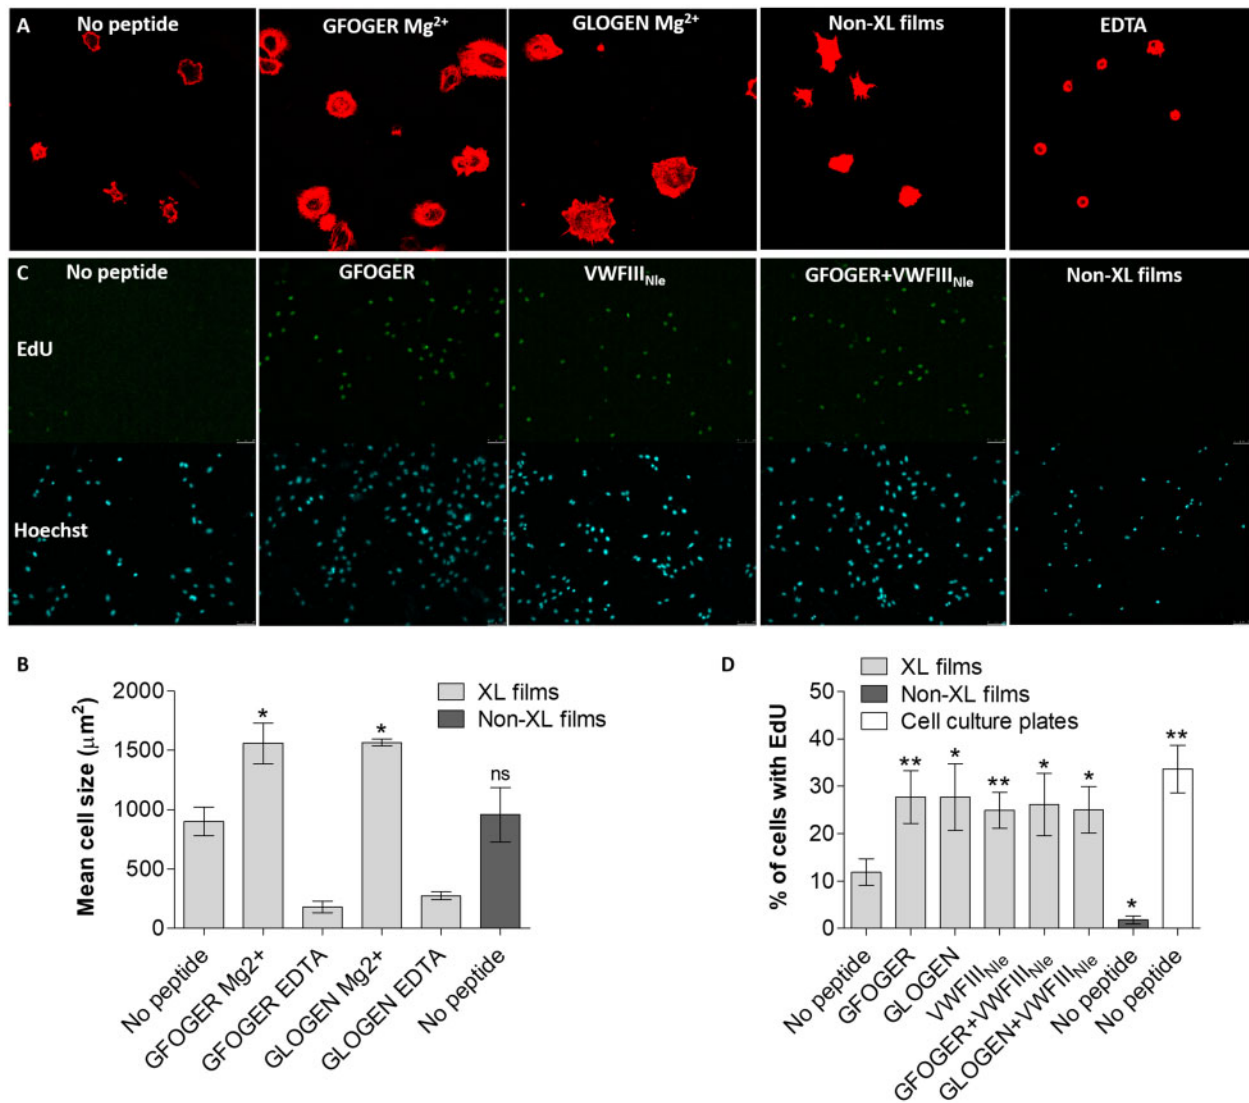 A
No peptide
GFOGER Mg2+
GLOGEN Mg2+
Non-XL films
EDTA
C
No peptide
GFOGER
VWFIIINle
GFOGER+VWFIIINle
Non-XL films
EdU
Hoechst
B
XL films
Non-XL films
Mean cell size (μm2)
2000
1500
1000
500
0
*
*
ns
No peptide
GFOGER Mg2+
GFOGER EDTA
GLOGEN Mg2+
GLOGEN EDTA
No peptide
D
XL films
Non-XL films
Cell culture plates
% of cells with EdU
50
40
30
20
10
0
**
*
**
*
*
*
**
No peptide
GFOGER
GLOGEN
VWFIIINle
GFOGER+VWFIIINle
GLOGEN+VWFIIINle
No peptide
No peptide